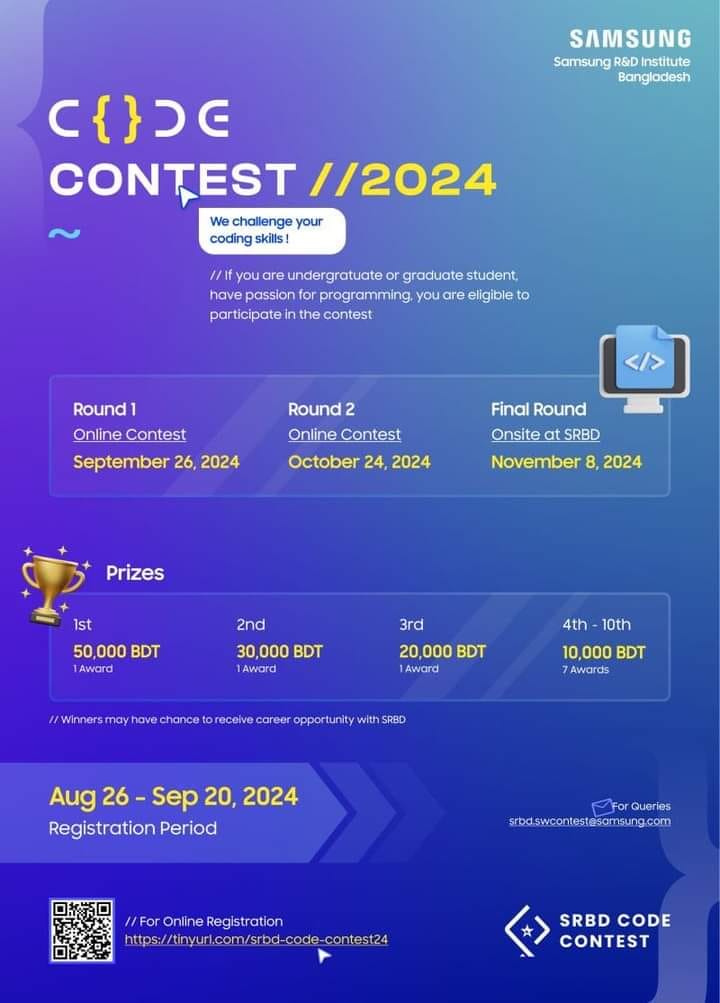 SAMSUNG
Samsung R&D Institute
Bangladesh
C{}DE
CONTEST //2024
We challenge your
coding skills !
~
// If you are undergratuate or graduate student,
have passion for programming, you are eligible to
participate in the contest
</>
Round 1
Online Contest
September 26, 2024
Round 2
Online Contest
October 24, 2024
Final Round
Onsite at SRBD
November 8, 2024
Prizes
1st
50,000 BDT
1 Award
2nd
30,000 BDT
1 Award
3rd
20,000 BDT
1 Award
4th - 10th
10,000 BDT
7 Awards
// Winners may have chance to receive career opportunity with SRBD
Aug 26 – Sep 20, 2024
Registration Period
For Queries
srbd.swcontest@samsung.com
// For Online Registration
https://tinyurl.com/srbd-code-contest24
SRBD CODE
CONTEST